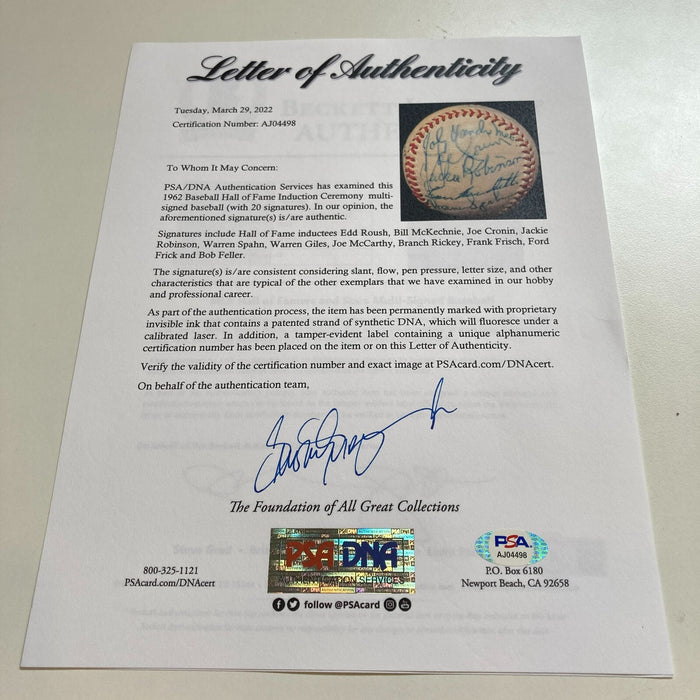 Letter of Authenticity
Tuesday, March 29, 2022
Certification Number: AJ04498
To Whom It May Concern:
PSA/DNA Authentication Services has examined this
1962 Baseball Hall of Fame Induction Ceremony multi-
signed baseball (with 20 signatures). In our opinion, the
aforementioned signature(s) is/are authentic.
Signatures include Hall of Fame inductees Edd Roush, Bill McKechnie, Joe Cronin, Jackie
Robinson, Warren Spahn, Warren Giles, Joe McCarthy, Branch Rickey, Frank Frisch, Ford
Frick and Bob Feller.
The signature(s) is/are consistent considering slant, flow, pen pressure, letter size, and other
characteristics that are typical of the other exemplars that we have examined in our hobby
and professional career.
As part of the authentication process, the item has been permanently marked with proprietary
invisible ink that contains a patented strand of synthetic DNA, which will fluoresce under a
calibrated laser. In addition, a tamper-evident label containing a unique alphanumeric
certification number has been placed on the item or on this Letter of Authenticity.
Verify the validity of the certification number and exact image at PSAcard.com/DNAcert.
On behalf of the authentication team,
The Foundation of All Great Collections
PSA DNA
AUTHENTICATION SERVICES
PSA
AJ04498
800-325-1121
PSAcard.com/DNAcert
P.O. Box 6180
Newport Beach, CA 92658
follow @PSAcard
Joe Cronin
Jackie Robinson